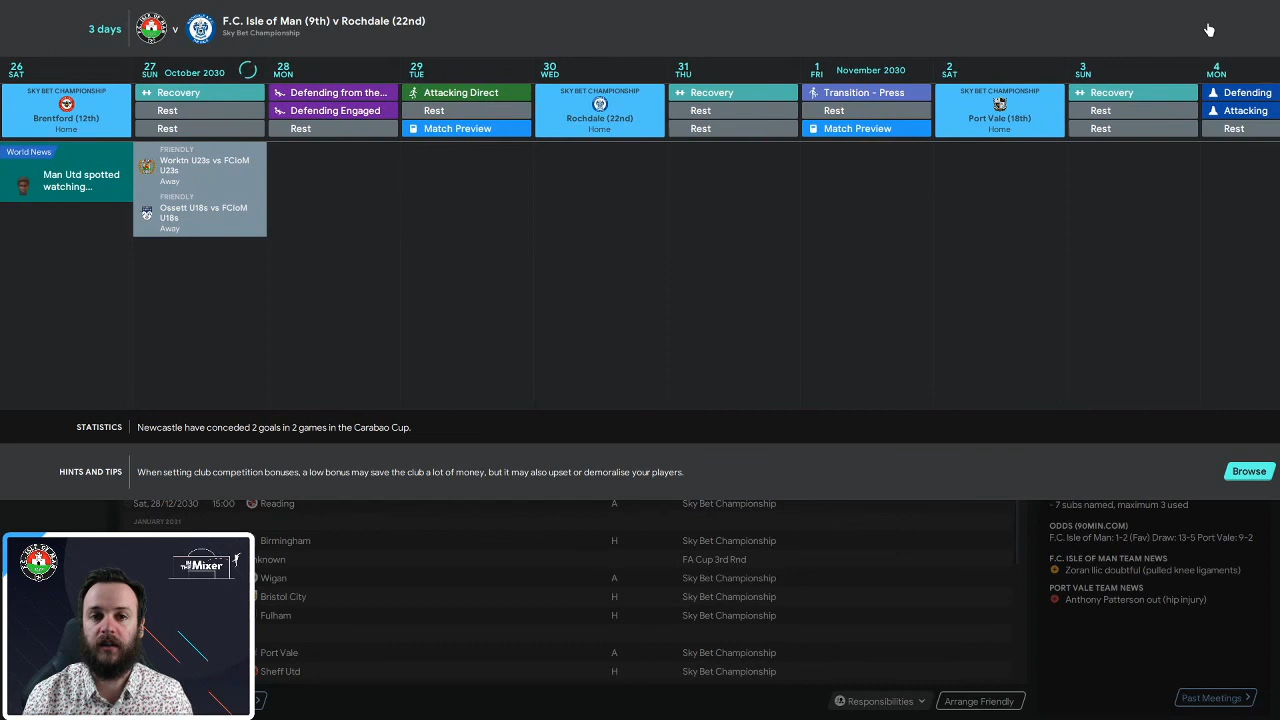 3 days
v
F.C. Isle of Man (9th) v Rochdale (22nd)
Sky Bet Championship
26
SAT
27
SUN
October 2030
28
MON
29
TUE
30
WED
31
THU
1
FRI
November 2030
2
SAT
3
SUN
4
MON
SKY BET CHAMPIONSHIP
Brentford (12th)
Home
Recovery
Rest
Rest
Defending from the...
Defending Engaged
Rest
Attacking Direct
Rest
Match Preview
SKY BET CHAMPIONSHIP
Rochdale (22nd)
Home
Recovery
Rest
Rest
Transition - Press
Rest
Match Preview
SKY BET CHAMPIONSHIP
Port Vale (18th)
Home
Recovery
Rest
Rest
Defending
Attacking
Rest
World News
Man Utd spotted
watching...
FRIENDLY
Worktn U23s vs FCIoM
U23s
Away
FRIENDLY
Ossett U18s vs FCIoM
U18s
Away
STATISTICS
Newcastle have conceded 2 goals in 2 games in the Carabao Cup.
HINTS AND TIPS
When setting club competition bonuses, a low bonus may save the club a lot of money, but it may also upset or demoralise your players.
Browse
Sat, 28/12/2030 15:00 Reading A Sky Bet Championship
JANUARY 2031
Birmingham H Sky Bet Championship
nknown FA Cup 3rd Rnd
Wigan A Sky Bet Championship
Bristol City H Sky Bet Championship
Fulham H Sky Bet Championship
Port Vale A Sky Bet Championship
Sheff Utd H Sky Bet Championship
- 7 subs named, maximum 3 used
ODDS (90MIN.COM)
F.C. Isle of Man: 1-2 (Fav) Draw: 13-5 Port Vale: 9-2
F.C. ISLE OF MAN TEAM NEWS
Zoran Ilic doubtful (pulled knee ligaments)
PORT VALE TEAM NEWS
Anthony Patterson out (hip injury)
Responsibilities
Arrange Friendly
Past Meetings
The Mixer